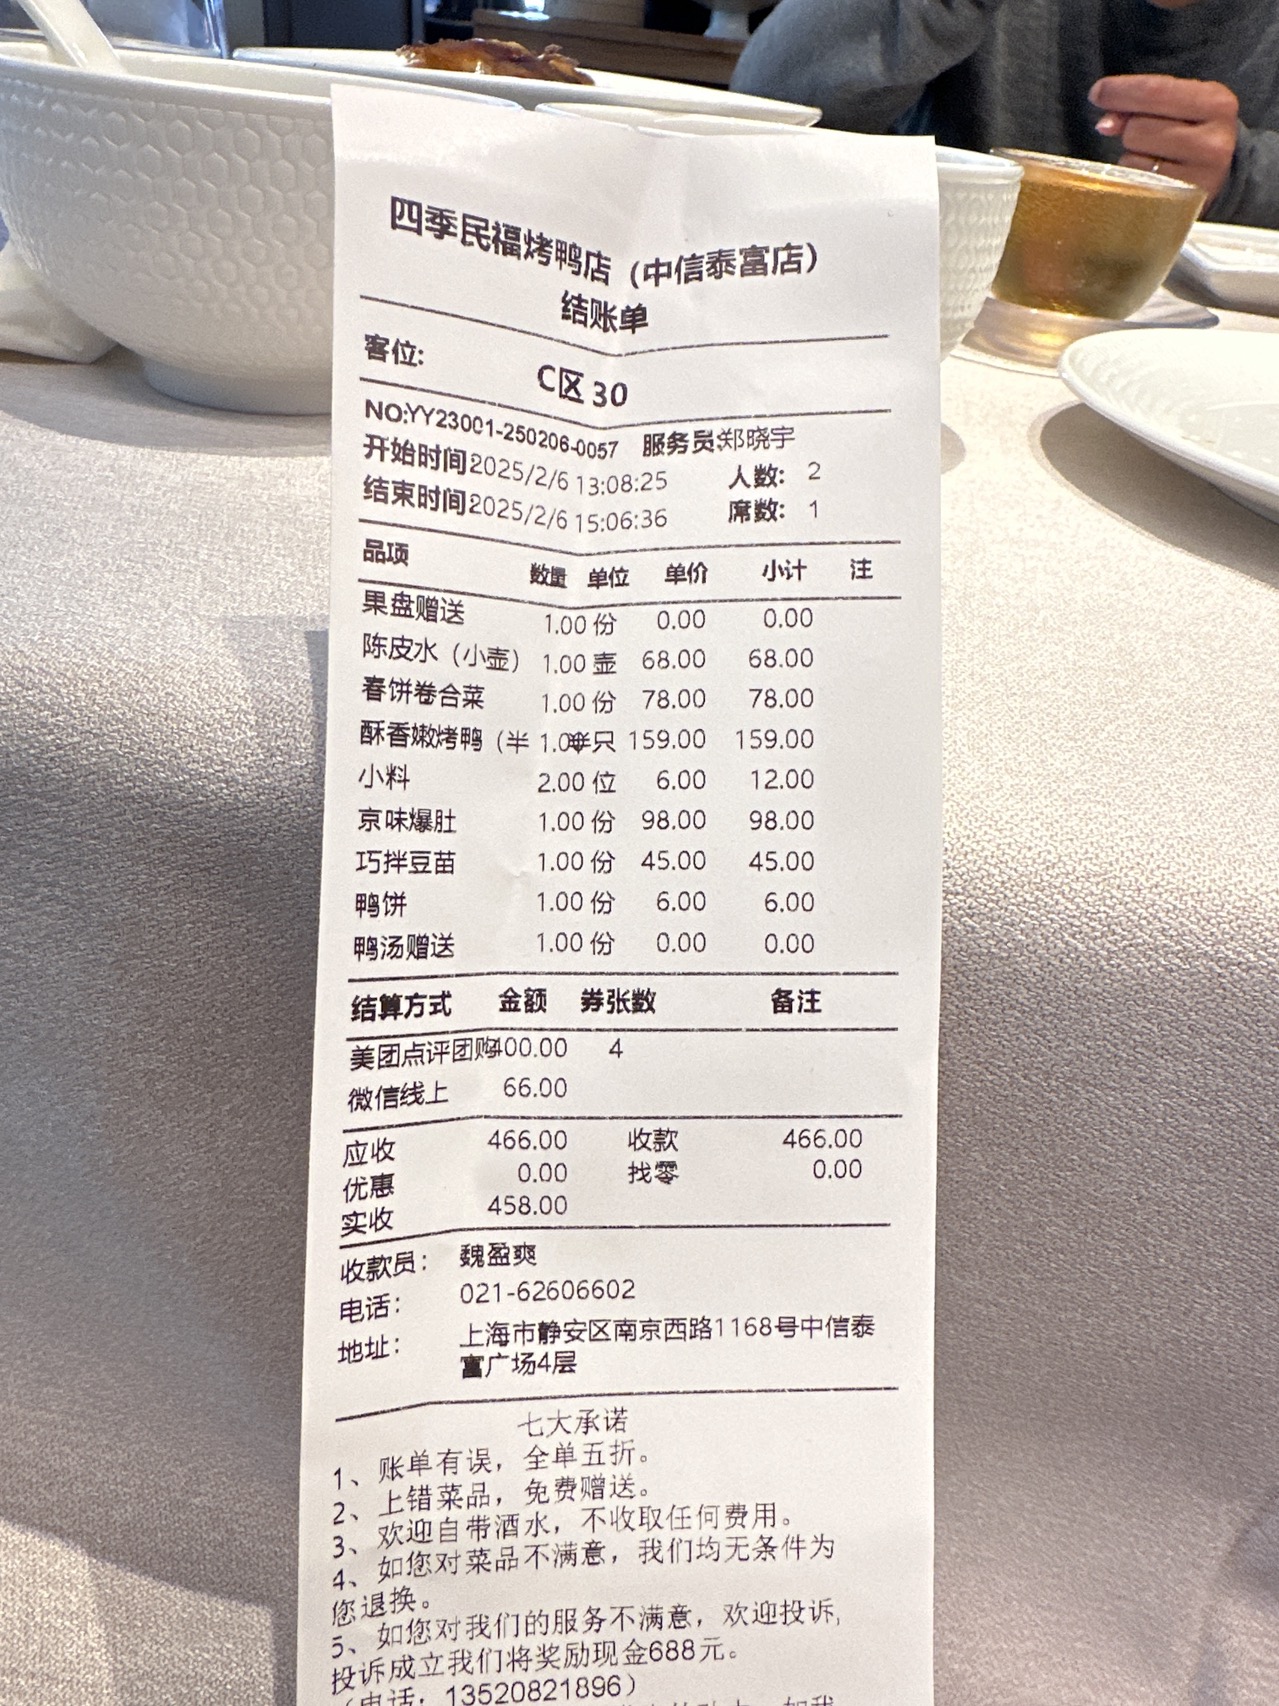 四季民福烤鸭店（中信泰富店）
结账单
客位: C区 30
NO:YY23001-250206-0057 服务员:郑晓宇
开始时间 2025/2/6 13:08:25 人数: 2
结束时间 2025/2/6 15:06:36 席数: 1
品项 数量 单位 单价 小计 注
果盘赠送 1.00 份 0.00 0.00
陈皮水（小壶） 1.00 壶 68.00 68.00
春饼卷合菜 1.00 份 78.00 78.00
酥香嫩烤鸭（半 1.00 半只 159.00 159.00
小料 2.00 位 6.00 12.00
京味爆肚 1.00 份 98.00 98.00
巧拌豆苗 1.00 份 45.00 45.00
鸭饼 1.00 份 6.00 6.00
鸭汤赠送 1.00 份 0.00 0.00
结算方式 金额 券张数 备注
美团点评团购 400.00 4
微信线上 66.00
应收 466.00 收款 466.00
优惠 0.00 找零 0.00
实收 458.00
收款员: 魏盈爽
电话: 021-62606602
地址: 上海市静安区南京西路1168号中信泰
富广场4层
七大承诺
1、账单有误，全单五折。
2、上错菜品，免费赠送。
3、欢迎自带酒水，不收取任何费用。
4、如您对菜品不满意，我们均无条件为
您退换。
5、如您对我们的服务不满意，欢迎投诉,
投诉成立我们将奖励现金688元。
（电话: 13520821896）